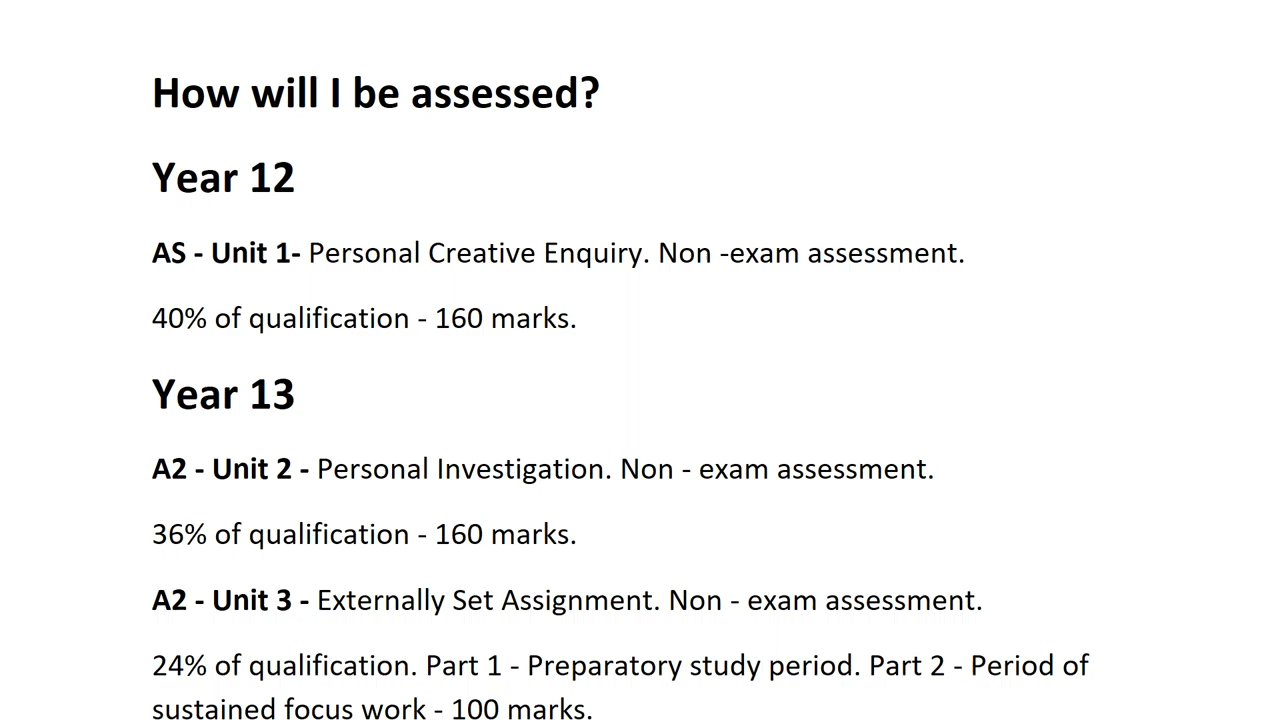 How will I be assessed?
Year 12
AS - Unit 1- Personal Creative Enquiry. Non -exam assessment.
40% of qualification - 160 marks.
Year 13
A2 - Unit 2 - Personal Investigation. Non - exam assessment.
36% of qualification - 160 marks.
A2 - Unit 3 - Externally Set Assignment. Non - exam assessment.
24% of qualification. Part 1 - Preparatory study period. Part 2 - Period of
sustained focus work - 100 marks.